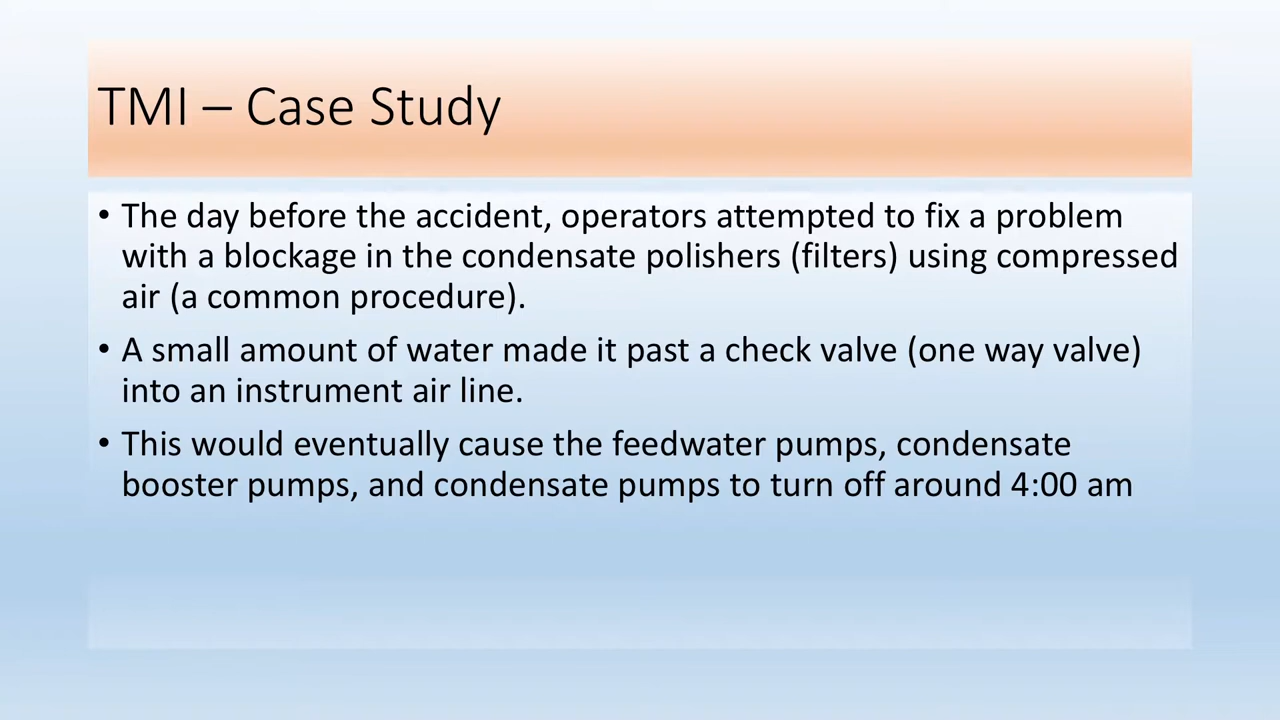 TMI – Case Study
• The day before the accident, operators attempted to fix a problem
with a blockage in the condensate polishers (filters) using compressed
air (a common procedure).
• A small amount of water made it past a check valve (one way valve)
into an instrument air line.
• This would eventually cause the feedwater pumps, condensate
booster pumps, and condensate pumps to turn off around 4:00 am